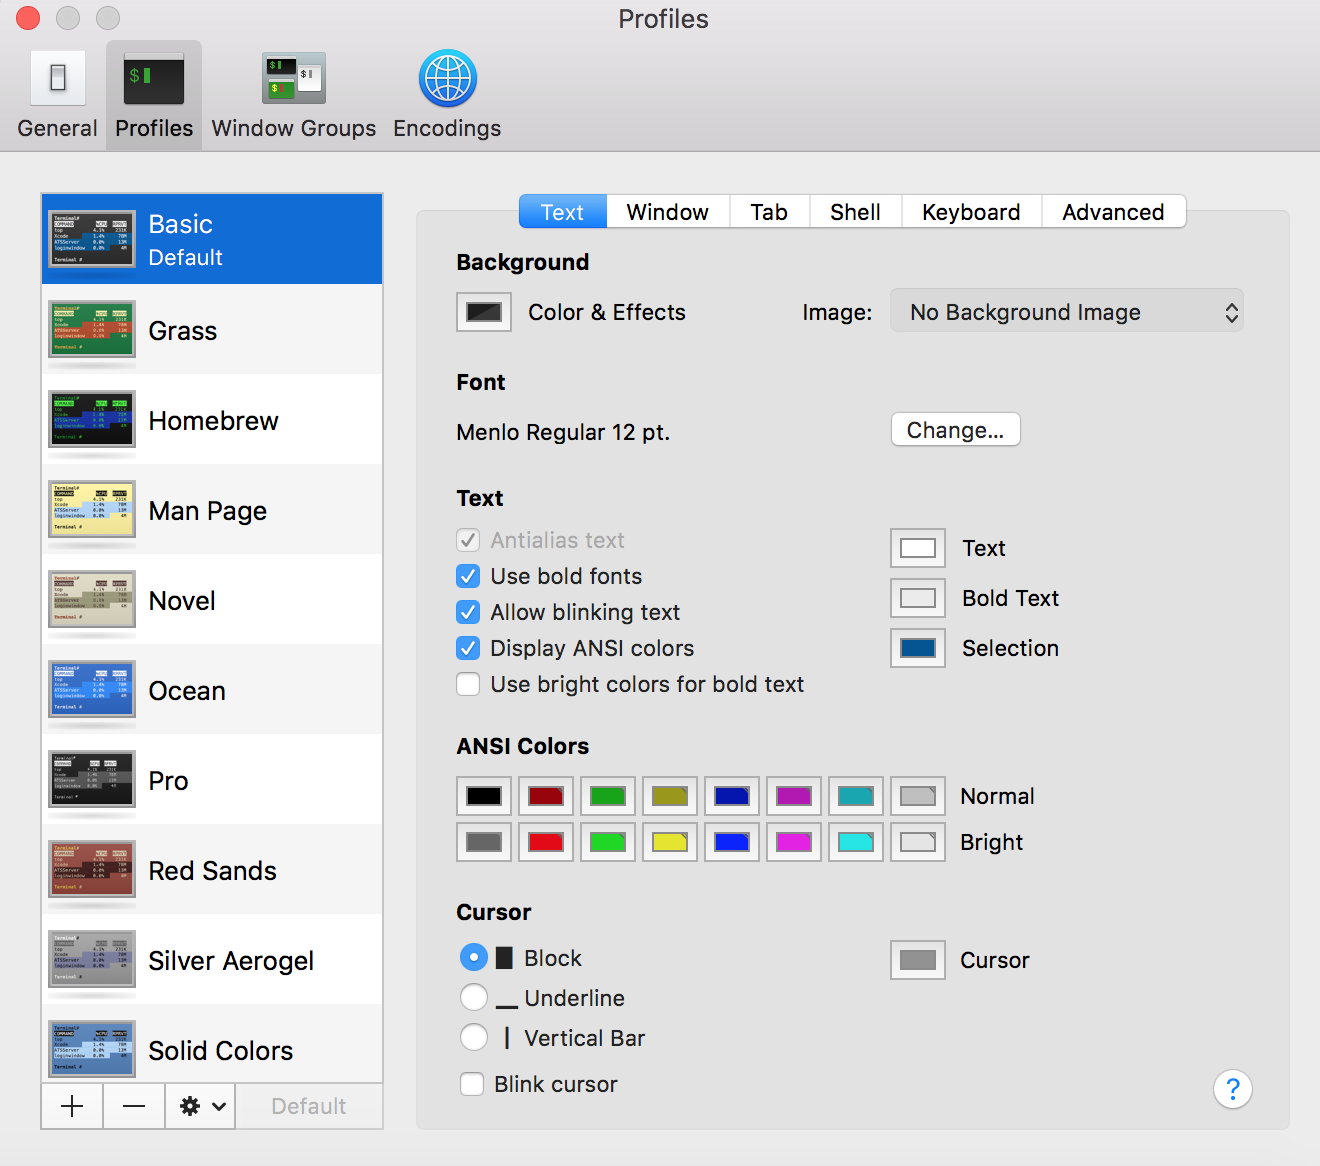 Profiles
General
Profiles
Window Groups
Encodings
Basic
Default
Grass
Homebrew
Man Page
Novel
Ocean
Pro
Red Sands
Silver Aerogel
Solid Colors
Default
Text
Window
Tab
Shell
Keyboard
Advanced
Background
Color & Effects
Image:
No Background Image
Font
Menlo Regular 12 pt.
Change...
Text
Antialias text
Use bold fonts
Allow blinking text
Display ANSI colors
Use bright colors for bold text
Text
Bold Text
Selection
ANSI Colors
Normal
Bright
Cursor
Block
Underline
Vertical Bar
Blink cursor
Cursor
?